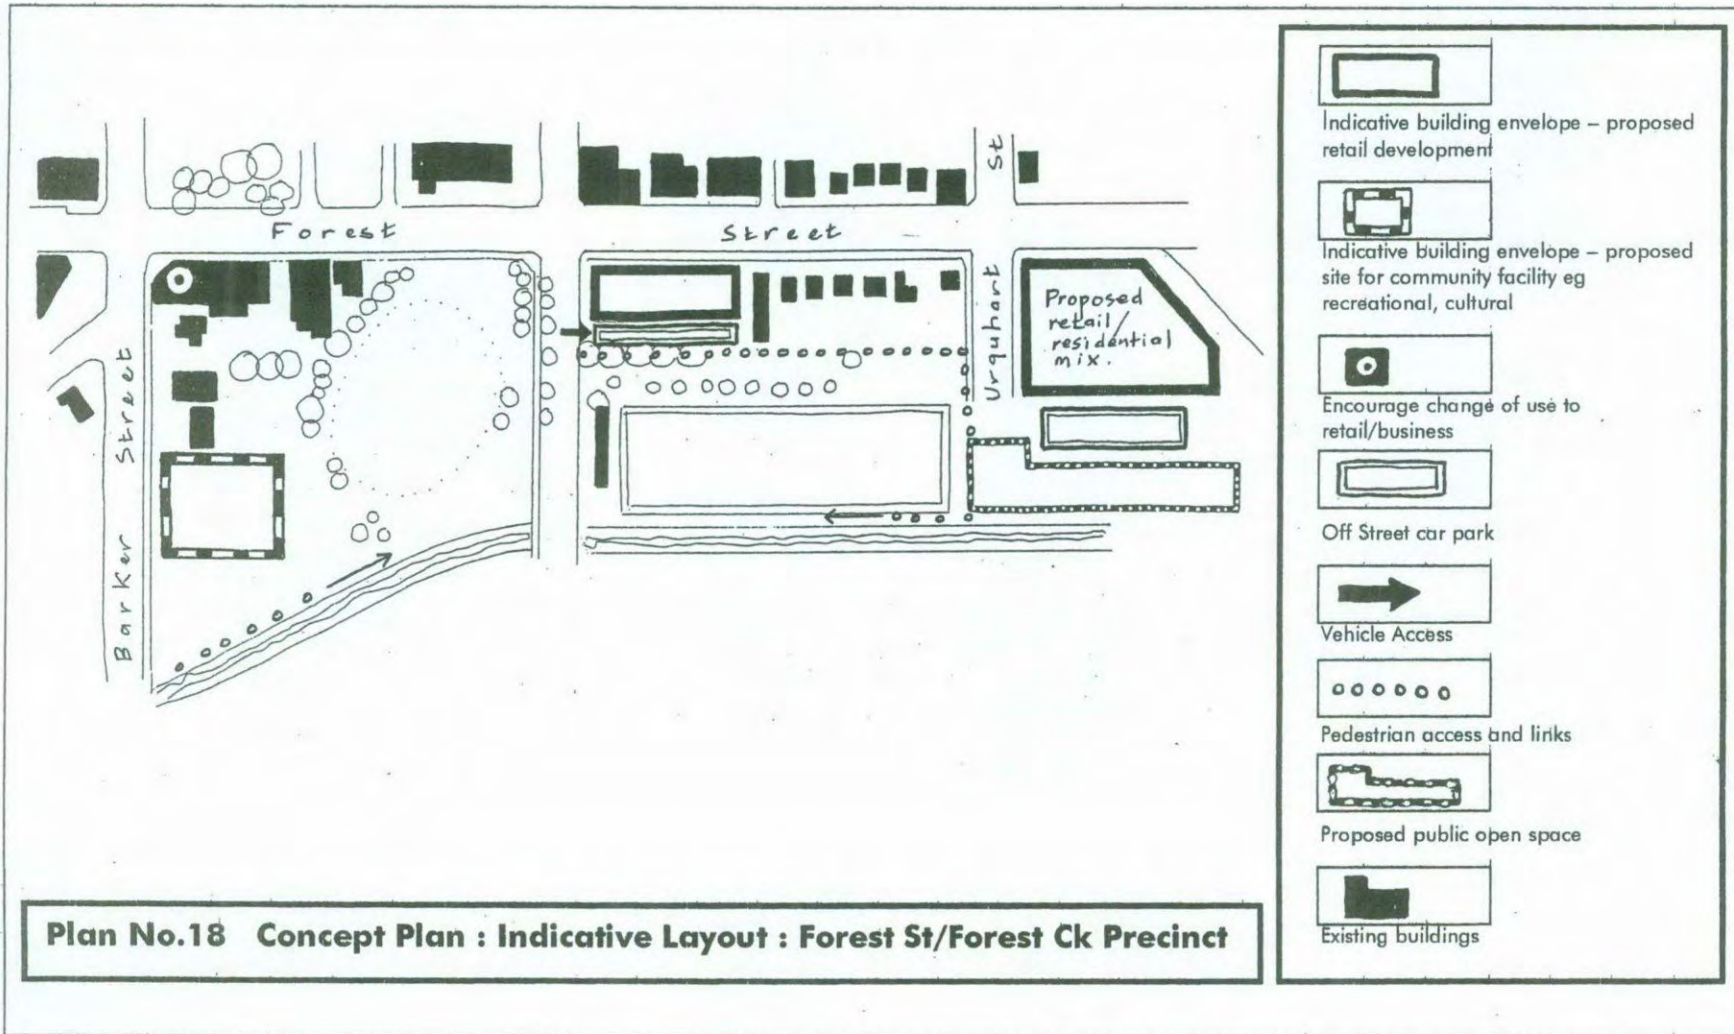 Forest Street
St
Urquhart
Barker Street
Proposed
retail/
residential
mix.
Indicative building envelope – proposed
retail development
Indicative building envelope – proposed
site for community facility eg
recreational, cultural
Encourage change of use to
retail/business
Off Street car park
Vehicle Access
Pedestrian access and links
Proposed public open space
Existing buildings
Plan No.18 Concept Plan : Indicative Layout : Forest St/Forest Ck Precinct